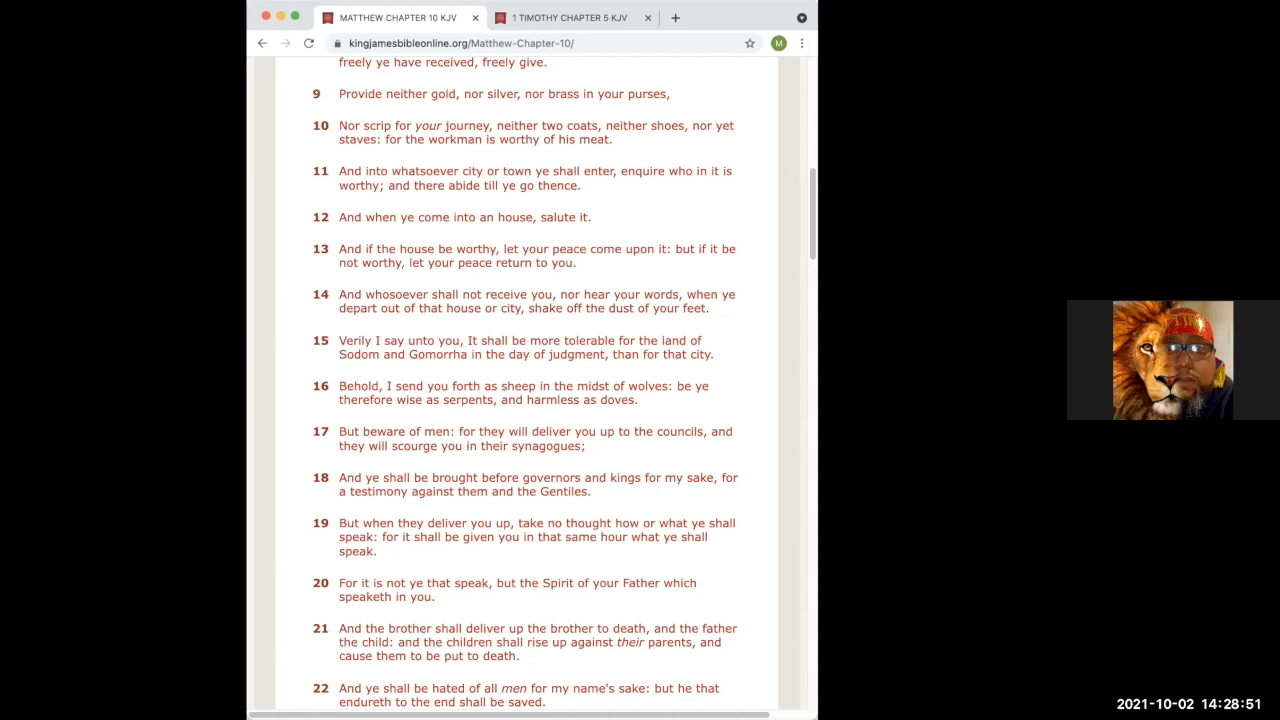 MATTHEW CHAPTER 10 KJV
1 TIMOTHY CHAPTER 5 KJV
kingjamesbibleonline.org/Matthew-Chapter-10/
M
freely ye have received, freely give.
9 Provide neither gold, nor silver, nor brass in your purses,
10 Nor scrip for your journey, neither two coats, neither shoes, nor yet
staves: for the workman is worthy of his meat.
11 And into whatsoever city or town ye shall enter, enquire who in it is
worthy; and there abide till ye go thence.
12 And when ye come into an house, salute it.
13 And if the house be worthy, let your peace come upon it: but if it be
not worthy, let your peace return to you.
14 And whosoever shall not receive you, nor hear your words, when ye
depart out of that house or city, shake off the dust of your feet.
15 Verily I say unto you, It shall be more tolerable for the land of
Sodom and Gomorrha in the day of judgment, than for that city.
16 Behold, I send you forth as sheep in the midst of wolves: be ye
therefore wise as serpents, and harmless as doves.
17 But beware of men: for they will deliver you up to the councils, and
they will scourge you in their synagogues;
18 And ye shall be brought before governors and kings for my sake, for
a testimony against them and the Gentiles.
19 But when they deliver you up, take no thought how or what ye shall
speak: for it shall be given you in that same hour what ye shall
speak.
20 For it is not ye that speak, but the Spirit of your Father which
speaketh in you.
21 And the brother shall deliver up the brother to death, and the father
the child: and the children shall rise up against their parents, and
cause them to be put to death.
22 And ye shall be hated of all men for my name's sake: but he that
endureth to the end shall be saved.
2021-10-02 14:28:51